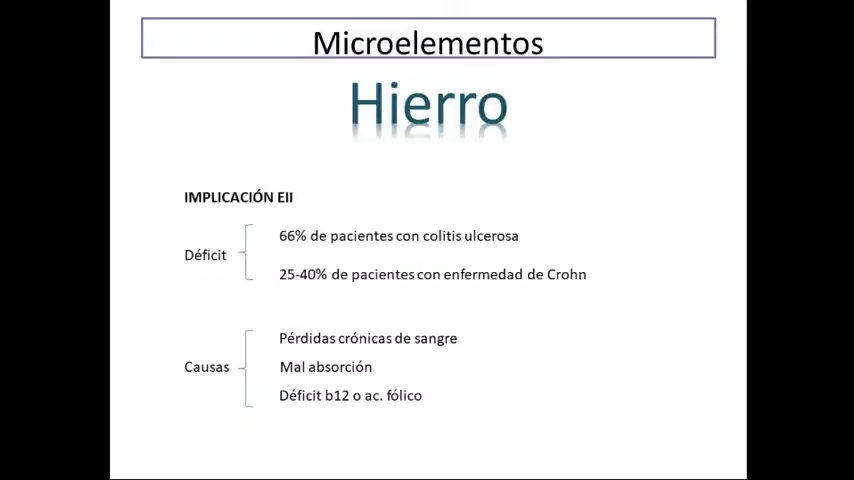 Microelementos
Hierro
IMPLICACIÓN EII
Déficit
66% de pacientes con colitis ulcerosa
25-40% de pacientes con enfermedad de Crohn
Causas
Pérdidas crónicas de sangre
Mal absorción
Déficit b12 o ac. fólico